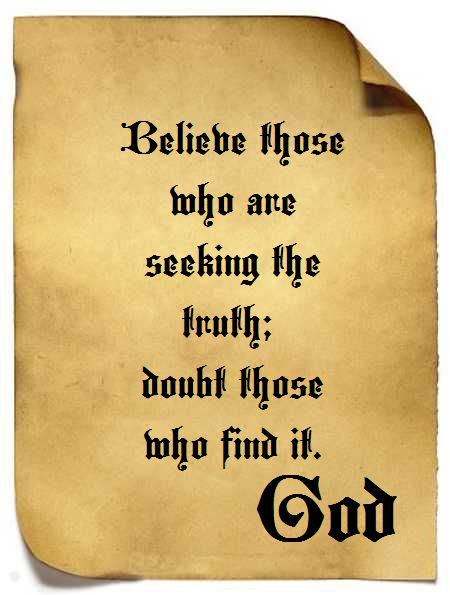 Believe those
who are
seeking the
truth;
doubt those
who find it.
God